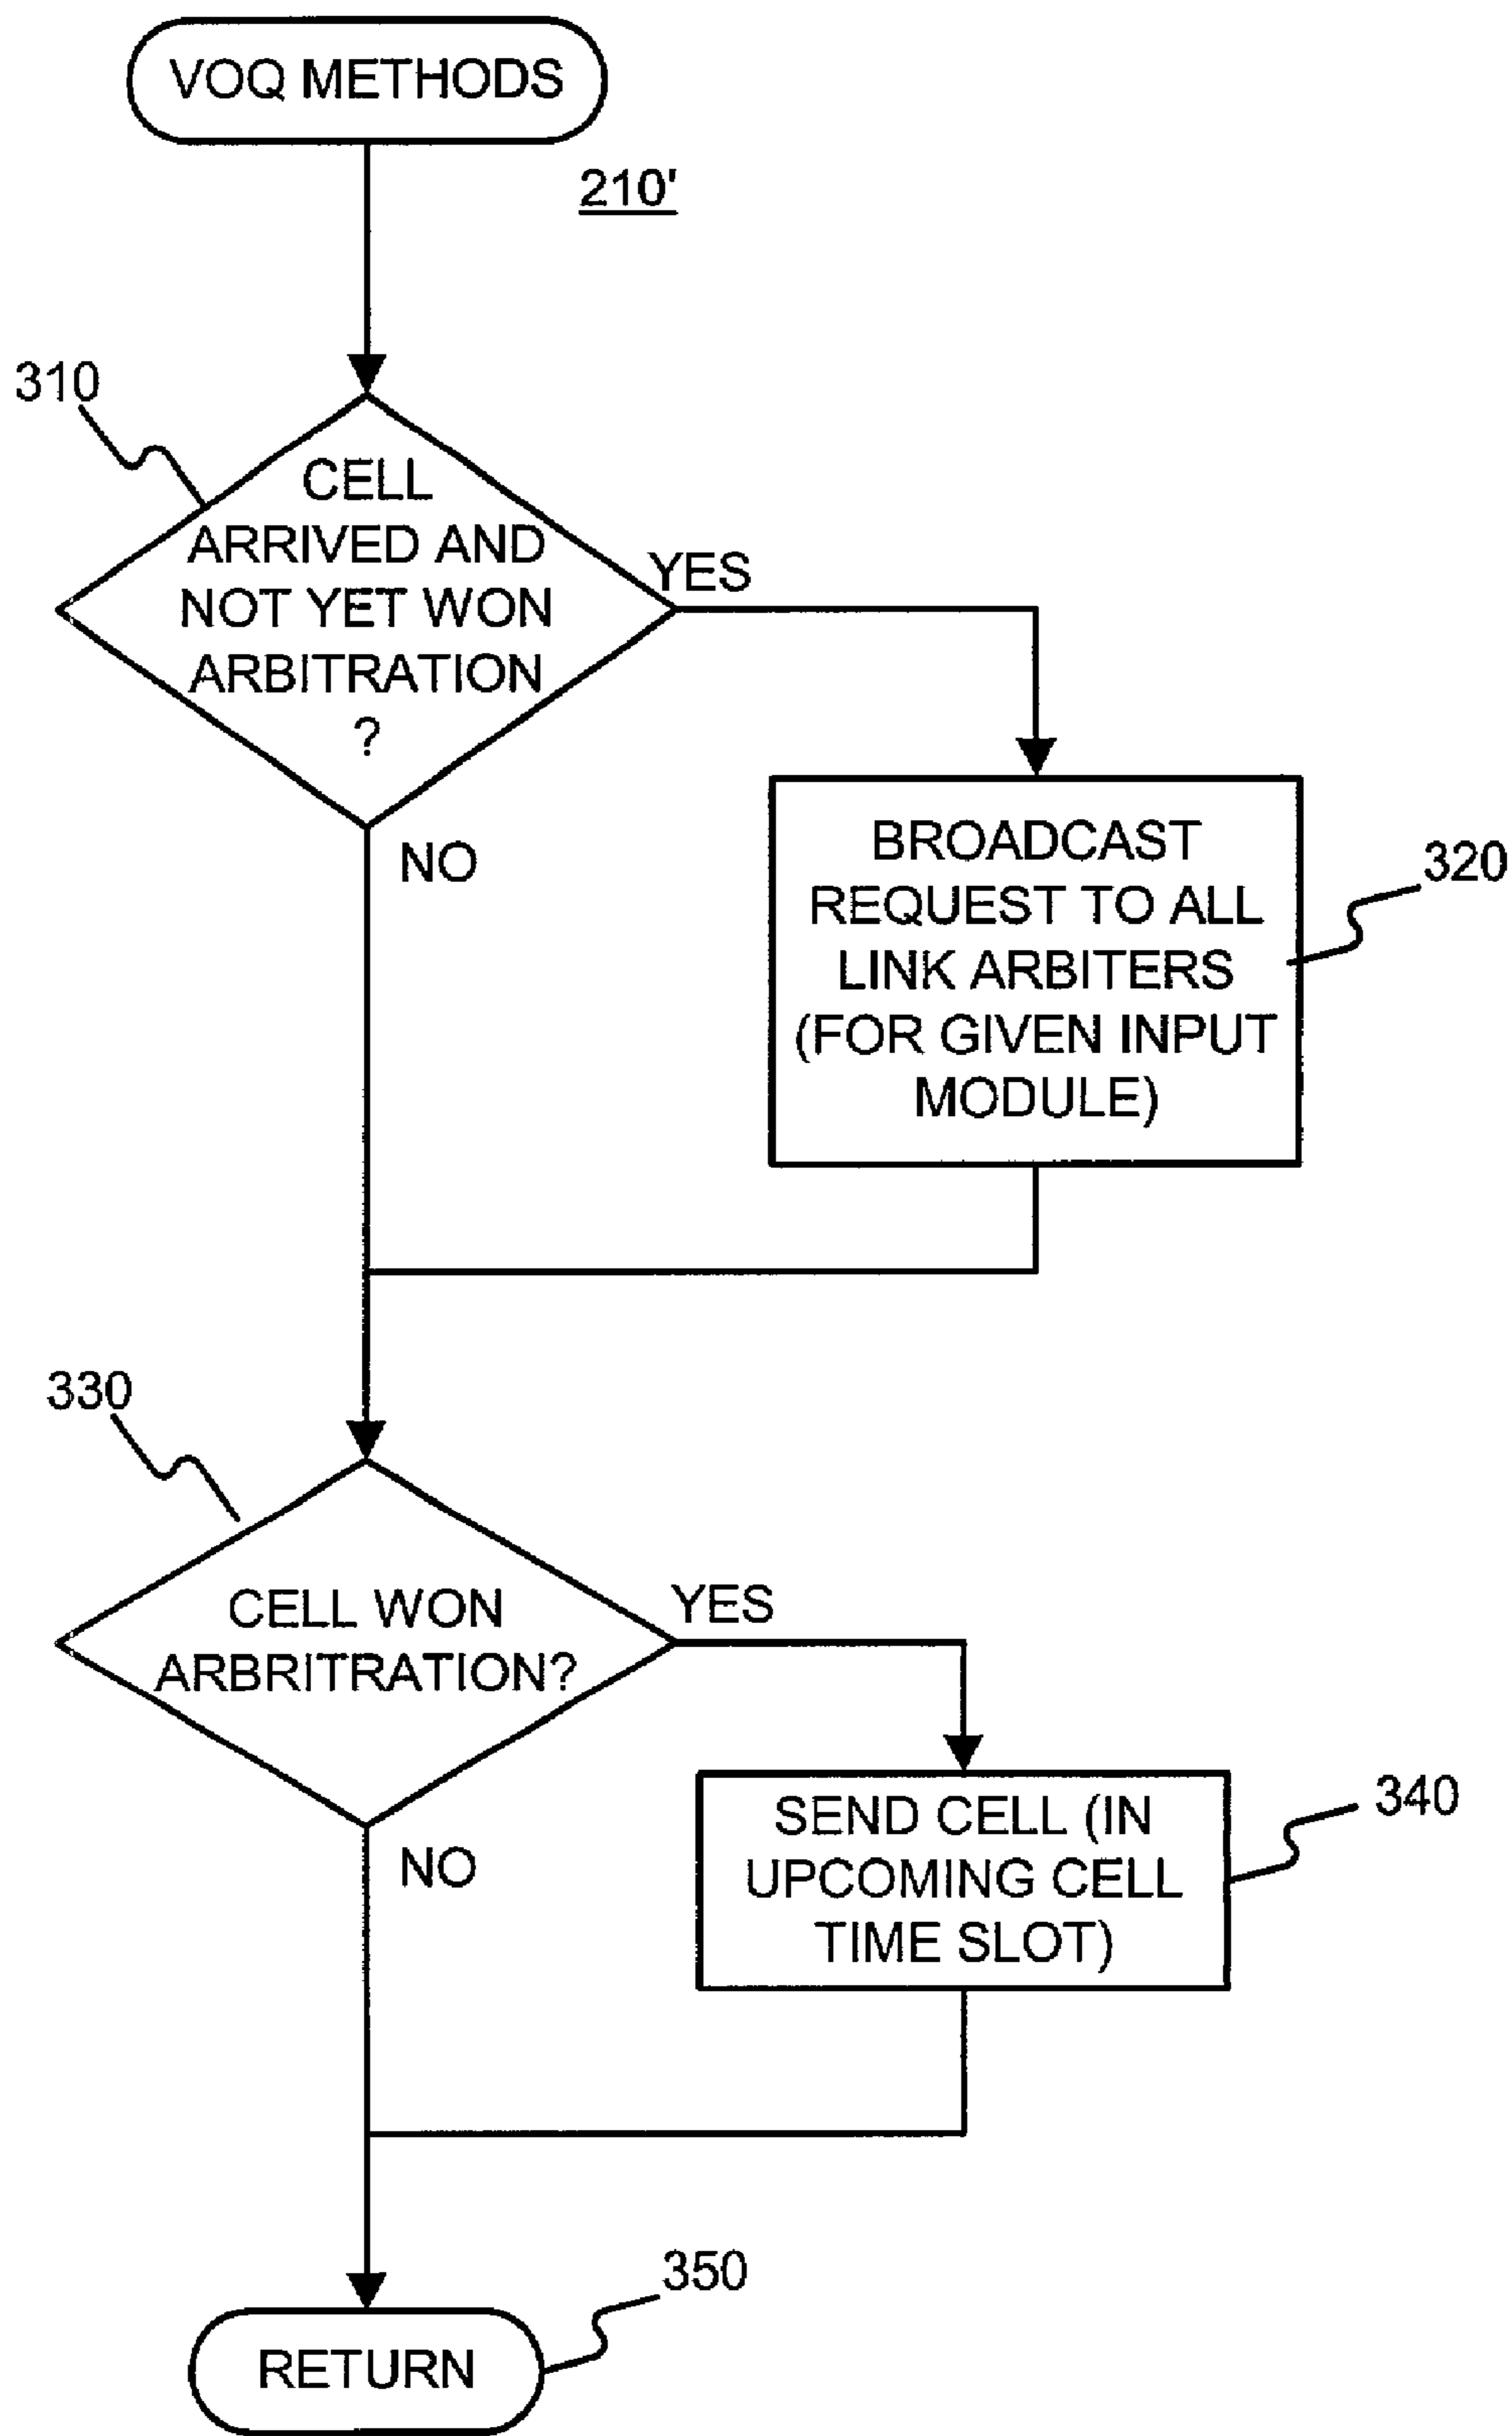 VOQ METHODS
210'
310
CELL
ARRIVED AND
NOT YET WON
ARBITRATION
?
YES
NO
BROADCAST
REQUEST TO ALL
LINK ARBITERS
(FOR GIVEN INPUT
MODULE)
320
330
CELL WON
ARBRITRATION?
YES
NO
SEND CELL (IN
UPCOMING CELL
TIME SLOT)
340
350
RETURN